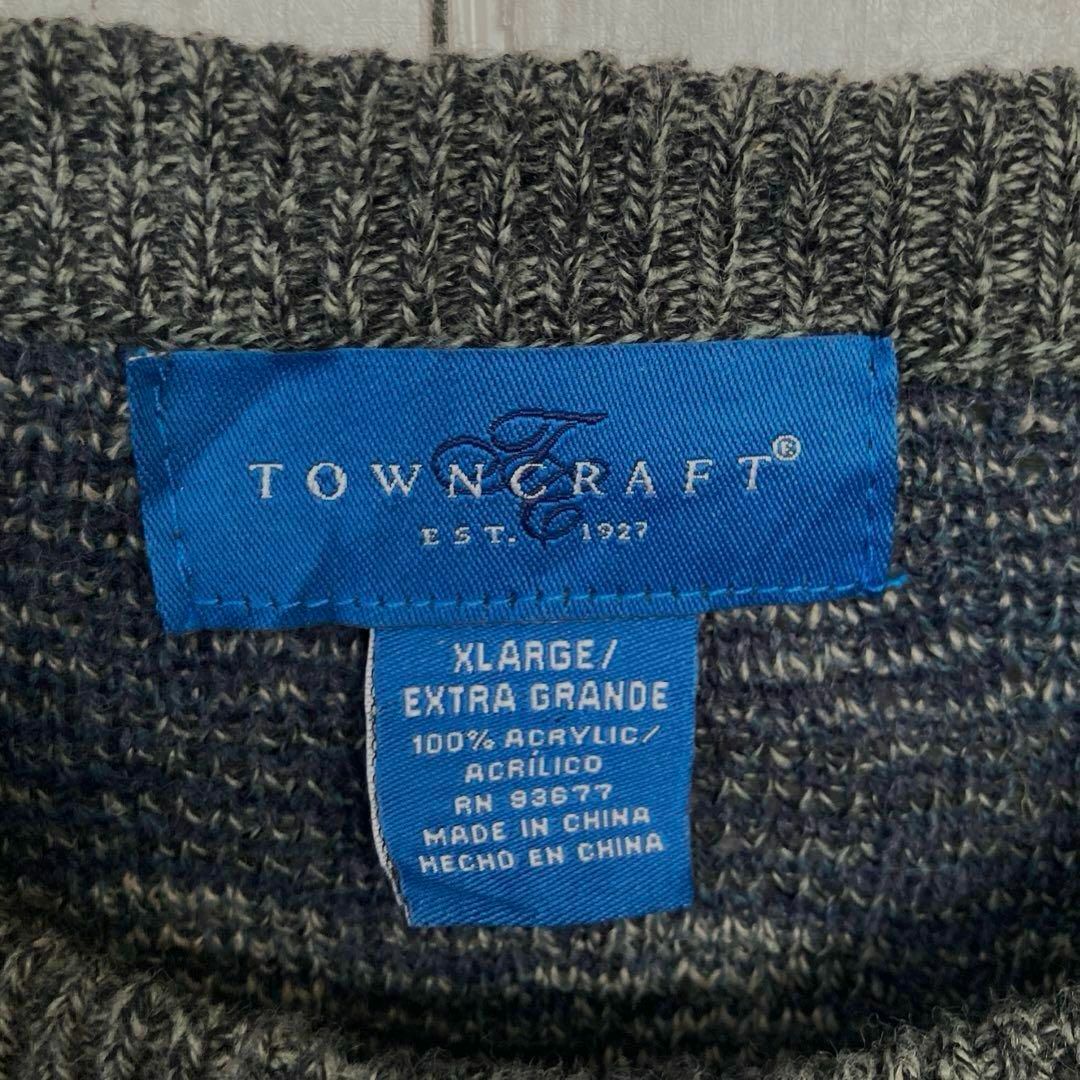 TOWNCRAFT®
EST. 1927
XLARGE/
EXTRA GRANDE
100% ACRYLIC/
ACRÍLICO
RN 93677
MADE IN CHINA
HECHO EN CHINA